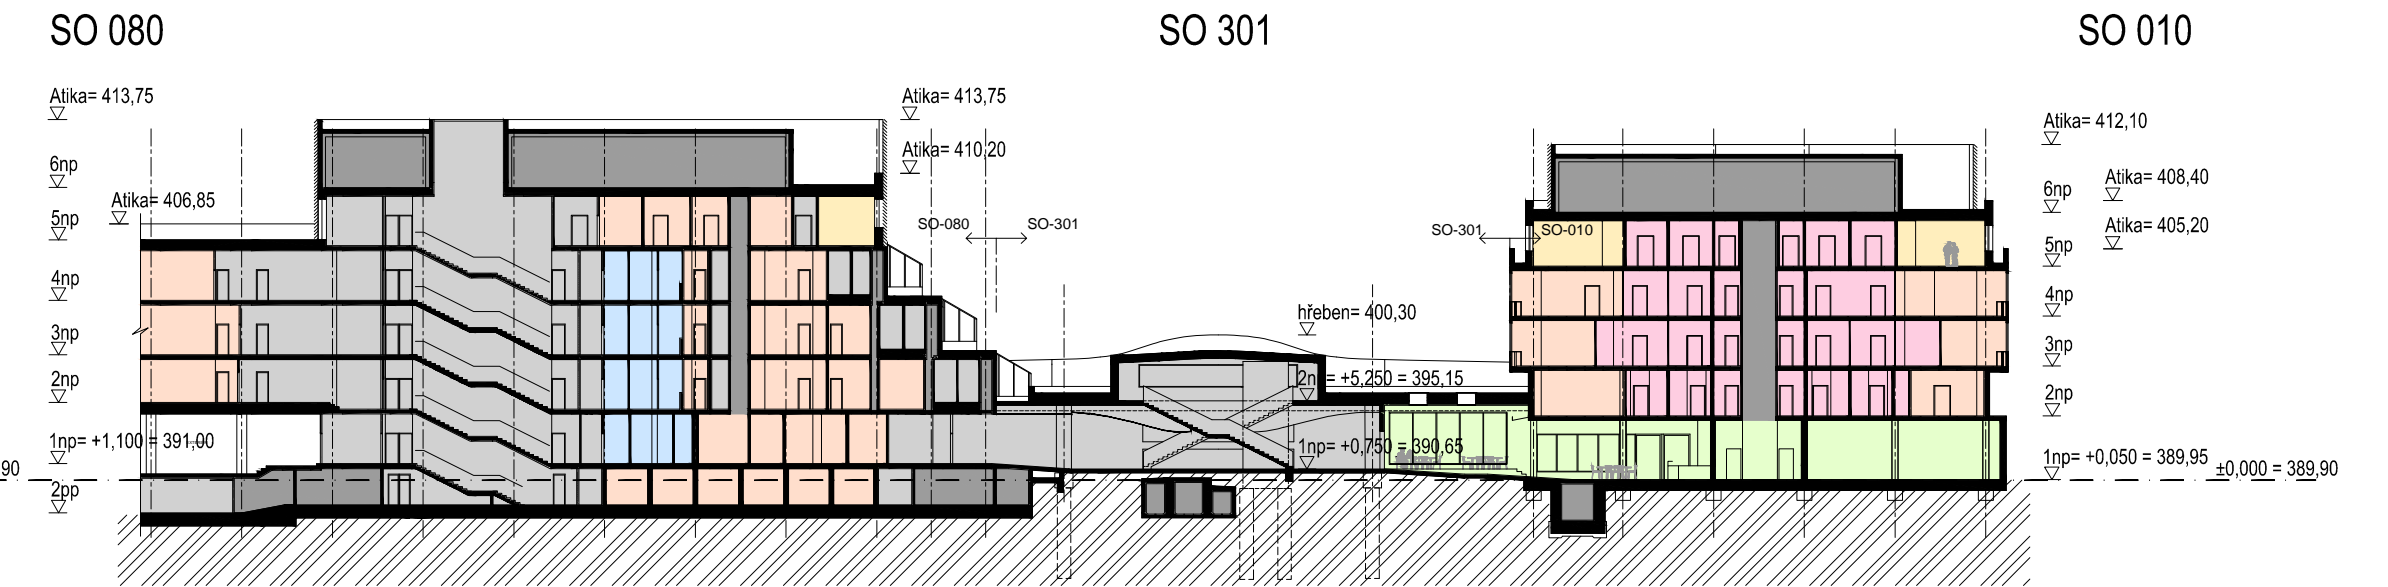 SO 080
SO 301
SO 010
Atika= 413,75
Atika= 413,75
Atika= 412,10
Atika= 410,20
6np
Atika= 408,40
6np
Atika= 406,85
5np
SO-080
SO-301
SO-301
SO-010
Atika= 405,20
5np
4np
4np
hřeben= 400,30
3np
3np
2np
= +5,250 = 395,15
2np
1np= +1,100 = 391,00
1np= +0,750 = 390,65
1np= +0,050 = 389,95
±0,000 = 389,90
90
2pp